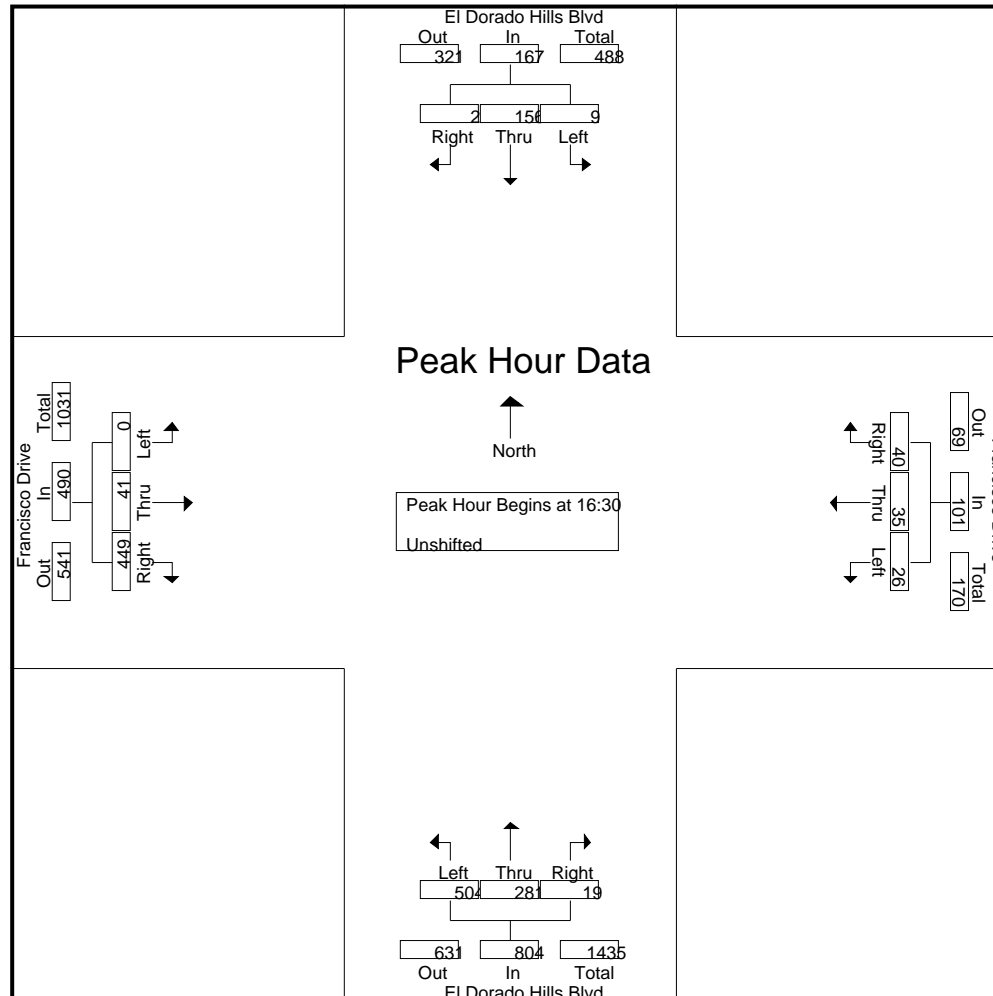 El Dorado Hills Blvd
Out In Total
321 167 488
2 156 9
Right Thru Left
Peak Hour Data
North
Peak Hour Begins at 16:30
Unshifted
Francisco Drive
Total In Out
1031 490 541
0 41 449
Left Thru Right
Right Thru Left
40 35 26
69 101 170
Out In Total
Left Thru Right
504 281 19
631 804 1435
Out In Total
El Dorado Hills Blvd